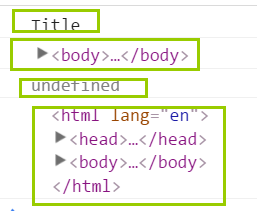 Title
▶<body>…</body>
undefined
<html lang="en">
▶<head>…</head>
▶<body>…</body>
</html>